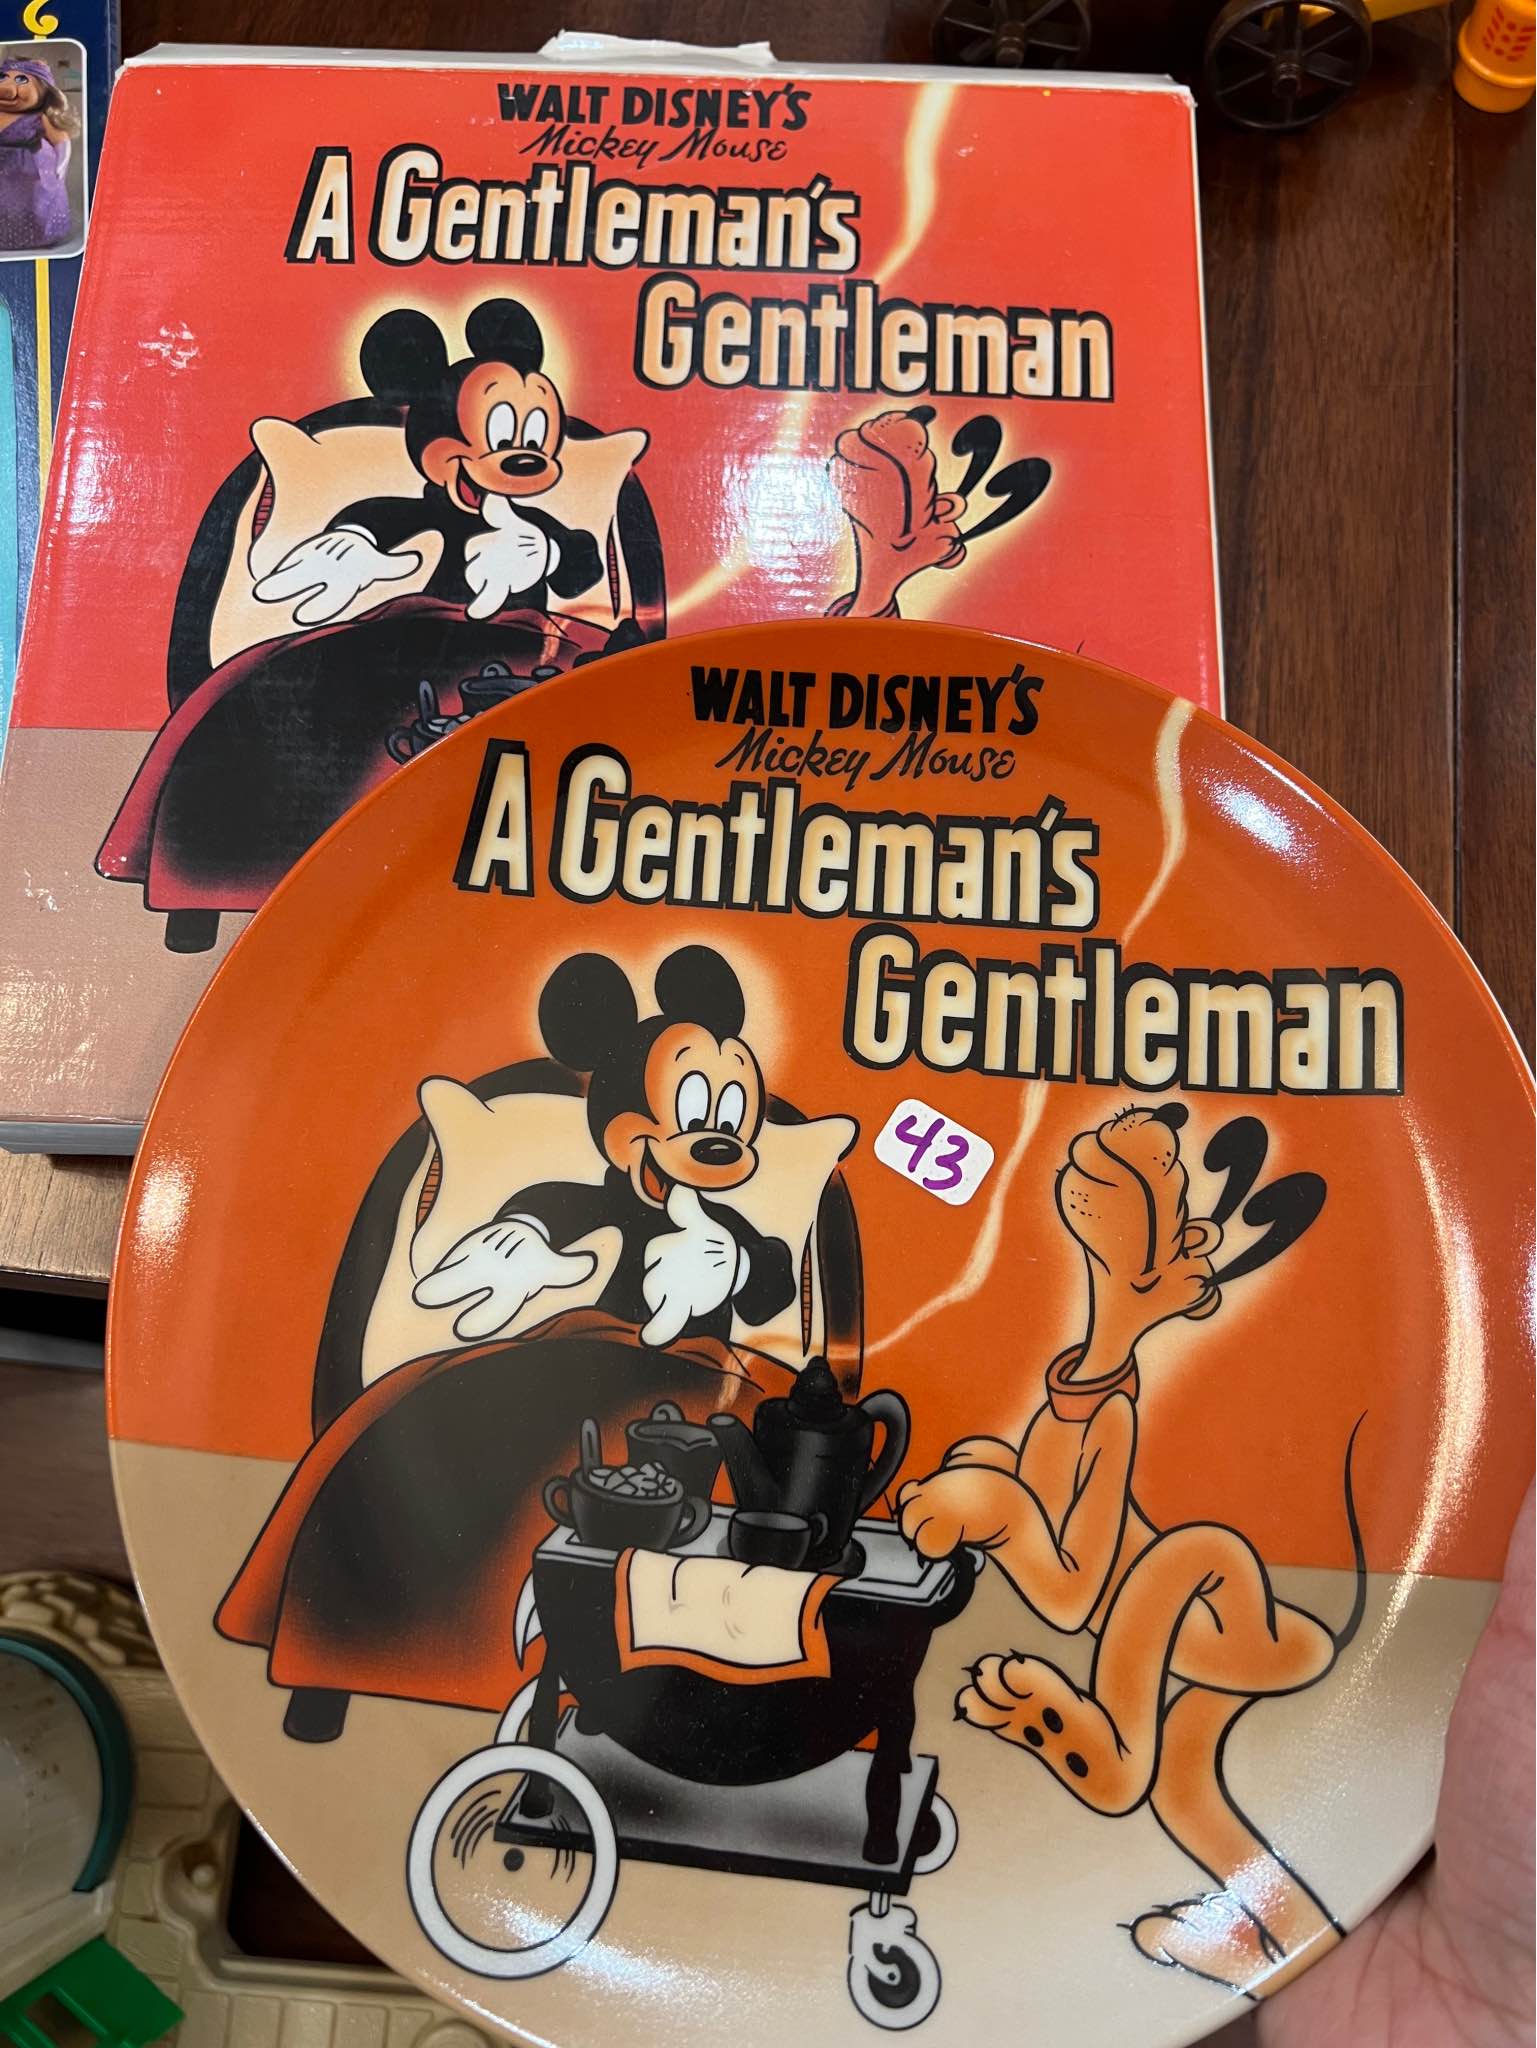 WALT DISNEY'S
Mickey Mouse
A Gentleman's
Gentleman
WALT DISNEY'S
Mickey Mouse
A Gentleman's
Gentleman
43